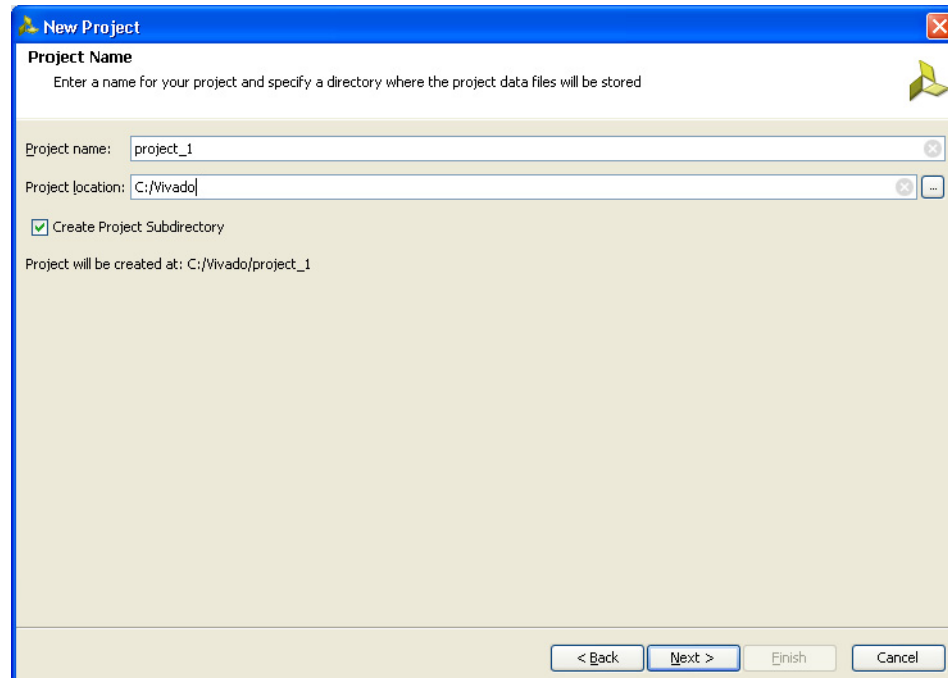 New Project
Project Name
Enter a name for your project and specify a directory where the project data files will be stored
Project name: project_1
Project location: C:/Vivado ...
Create Project Subdirectory
Project will be created at: C:/Vivado/project_1
< Back Next > Finish Cancel